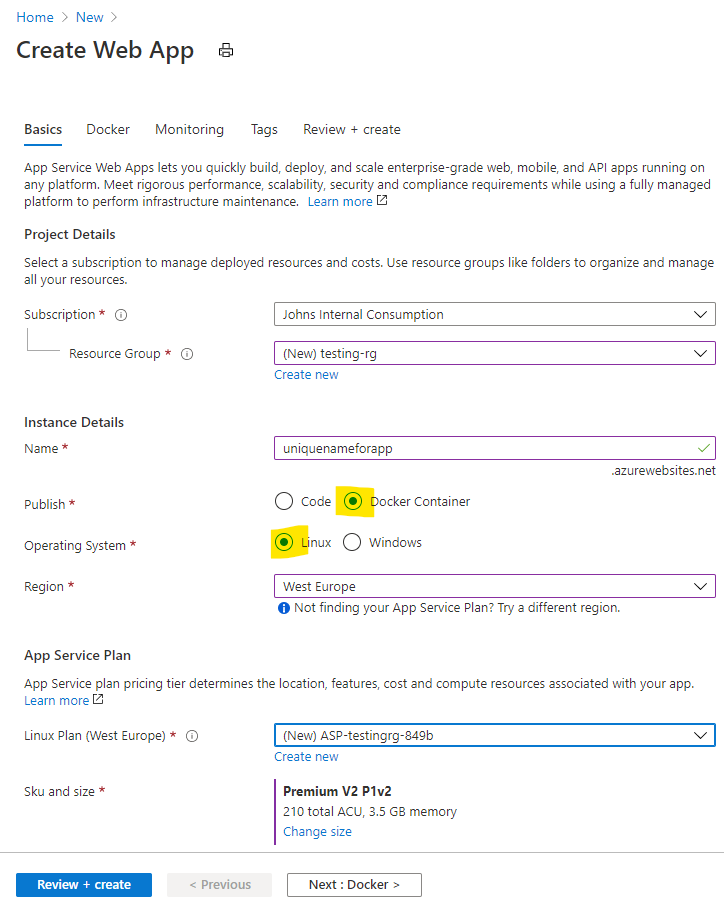 Home > New >
Create Web App
Basics Docker Monitoring Tags Review + create
App Service Web Apps lets you quickly build, deploy, and scale enterprise-grade web, mobile, and API apps running on
any platform. Meet rigorous performance, scalability, security and compliance requirements while using a fully managed
platform to perform infrastructure maintenance. Learn more
Project Details
Select a subscription to manage deployed resources and costs. Use resource groups like folders to organize and manage
all your resources.
Subscription * Johns Internal Consumption
Resource Group * (New) testing-rg
Create new
Instance Details
Name * uniquenameforapp
.azurewebsites.net
Publish * Code Docker Container
Operating System * Linux Windows
Region * West Europe
Not finding your App Service Plan? Try a different region.
App Service Plan
App Service plan pricing tier determines the location, features, cost and compute resources associated with your app.
Learn more
Linux Plan (West Europe) * (New) ASP-testingrg-849b
Create new
Sku and size * Premium V2 P1v2
210 total ACU, 3.5 GB memory
Change size
Review + create < Previous Next : Docker >